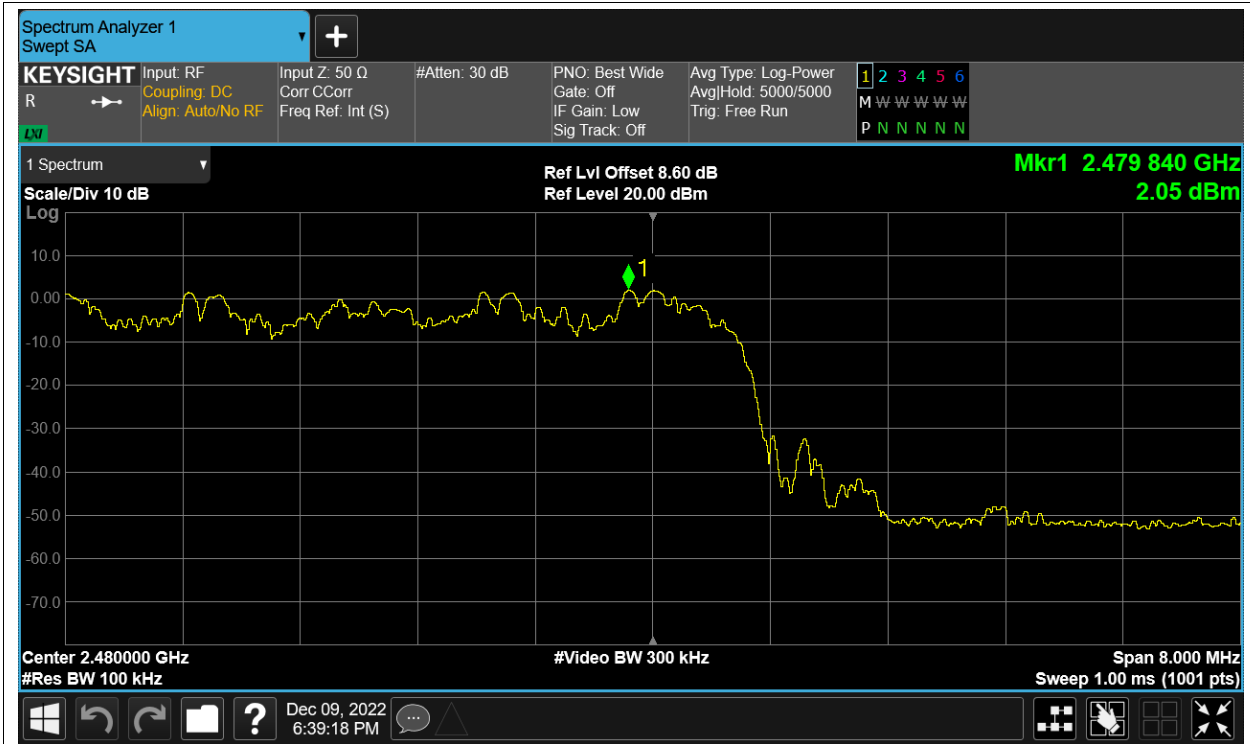 Spectrum Analyzer 1
Swept SA
+
KEYSIGHT
R
LXI
Input: RF
Coupling: DC
Align: Auto/No RF
Input Z: 50 Ω
Corr CCorr
Freq Ref: Int (S)
#Atten: 30 dB
PNO: Best Wide
Gate: Off
IF Gain: Low
Sig Track: Off
Avg Type: Log-Power
Avg|Hold: 5000/5000
Trig: Free Run
1 2 3 4 5 6
M W W W W W
P N N N N N
1 Spectrum
Scale/Div 10 dB
Log
Ref Lvl Offset 8.60 dB
Ref Level 20.00 dBm
Mkr1 2.479 840 GHz
2.05 dBm
1
10.0
0.00
-10.0
-20.0
-30.0
-40.0
-50.0
-60.0
-70.0
Center 2.480000 GHz
#Res BW 100 kHz
#Video BW 300 kHz
Span 8.000 MHz
Sweep 1.00 ms (1001 pts)
?
Dec 09, 2022
6:39:18 PM